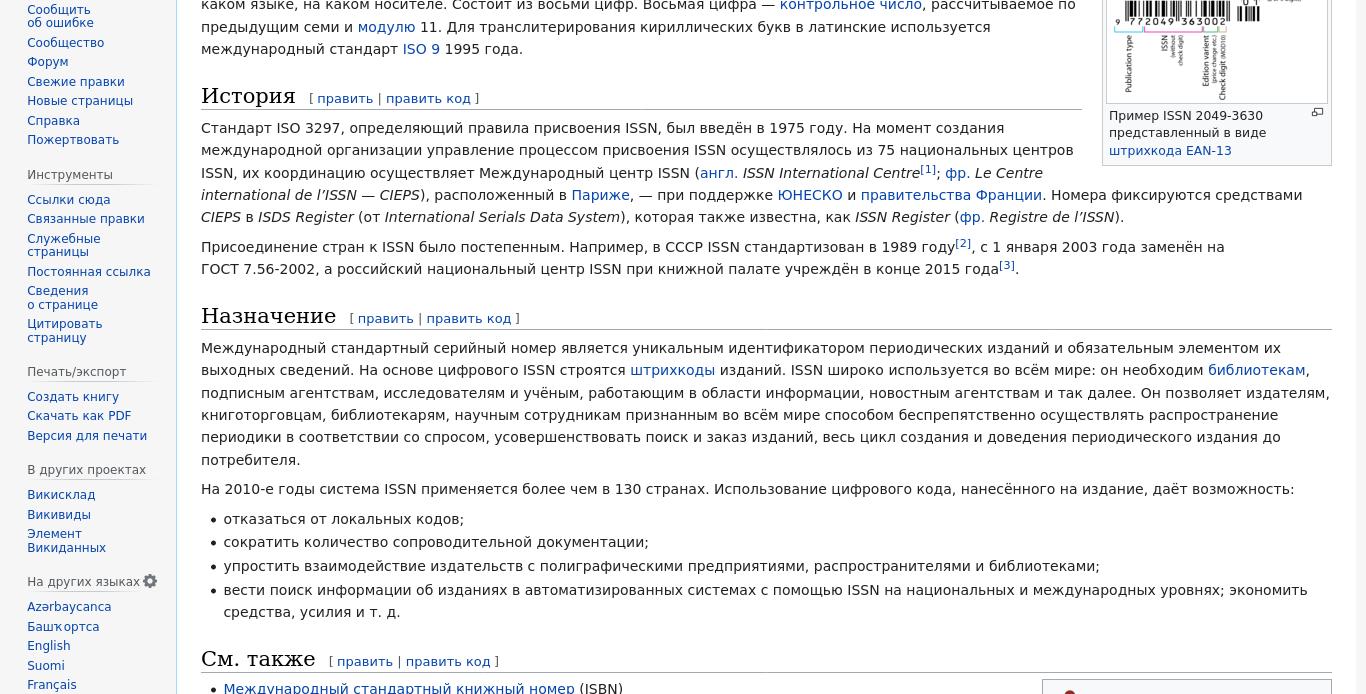 Сообщить
об ошибке
Сообщество
Форум
Свежие правки
Новые страницы
Справка
Пожертвовать
Инструменты
Ссылки сюда
Связанные правки
Служебные
страницы
Постоянная ссылка
Сведения
о странице
Цитировать
страницу
Печать/экспорт
Создать книгу
Скачать как PDF
Версия для печати
В других проектах
Викисклад
Викивиды
Элемент
Викиданных
На других языках
Azərbaycanca
Башҡортса
English
Suomi
Français
каком языке, на каком носителе. Состоит из восьми цифр. Восьмая цифра — контрольное число, рассчитываемое по
предыдущим семи и модулю 11. Для транслитерирования кириллических букв в латинские используется
международный стандарт ISO 9 1995 года.
9 772049 363002
01
Publication type
ISSN
(without
check digit)
Edition varient
(price change etc.)
Check digit (MOD10)
Пример ISSN 2049-3630
представленный в виде
штрихкода EAN-13
История [ править | править код ]
Стандарт ISO 3297, определяющий правила присвоения ISSN, был введён в 1975 году. На момент создания
международной организации управление процессом присвоения ISSN осуществлялось из 75 национальных центров
ISSN, их координацию осуществляет Международный центр ISSN (англ. ISSN International Centre[1]; фр. Le Centre
international de l’ISSN — CIEPS), расположенный в Париже, — при поддержке ЮНЕСКО и правительства Франции. Номера фиксируются средствами
CIEPS в ISDS Register (от International Serials Data System), которая также известна, как ISSN Register (фр. Registre de l’ISSN).
Присоединение стран к ISSN было постепенным. Например, в СССР ISSN стандартизован в 1989 году[2], с 1 января 2003 года заменён на
ГОСТ 7.56-2002, а российский национальный центр ISSN при книжной палате учреждён в конце 2015 года[3].
Назначение [ править | править код ]
Международный стандартный серийный номер является уникальным идентификатором периодических изданий и обязательным элементом их
выходных сведений. На основе цифрового ISSN строятся штрихкоды изданий. ISSN широко используется во всём мире: он необходим библиотекам,
подписным агентствам, исследователям и учёным, работающим в области информации, новостным агентствам и так далее. Он позволяет издателям,
книготорговцам, библиотекарям, научным сотрудникам признанным во всём мире способом беспрепятственно осуществлять распространение
периодики в соответствии со спросом, усовершенствовать поиск и заказ изданий, весь цикл создания и доведения периодического издания до
потребителя.
На 2010-е годы система ISSN применяется более чем в 130 странах. Использование цифрового кода, нанесённого на издание, даёт возможность:
• отказаться от локальных кодов;
• сократить количество сопроводительной документации;
• упростить взаимодействие издательств с полиграфическими предприятиями, распространителями и библиотеками;
• вести поиск информации об изданиях в автоматизированных системах с помощью ISSN на национальных и международных уровнях; экономить
средства, усилия и т. д.
См. также [ править | править код ]
• Международный стандартный книжный номер (ISBN)